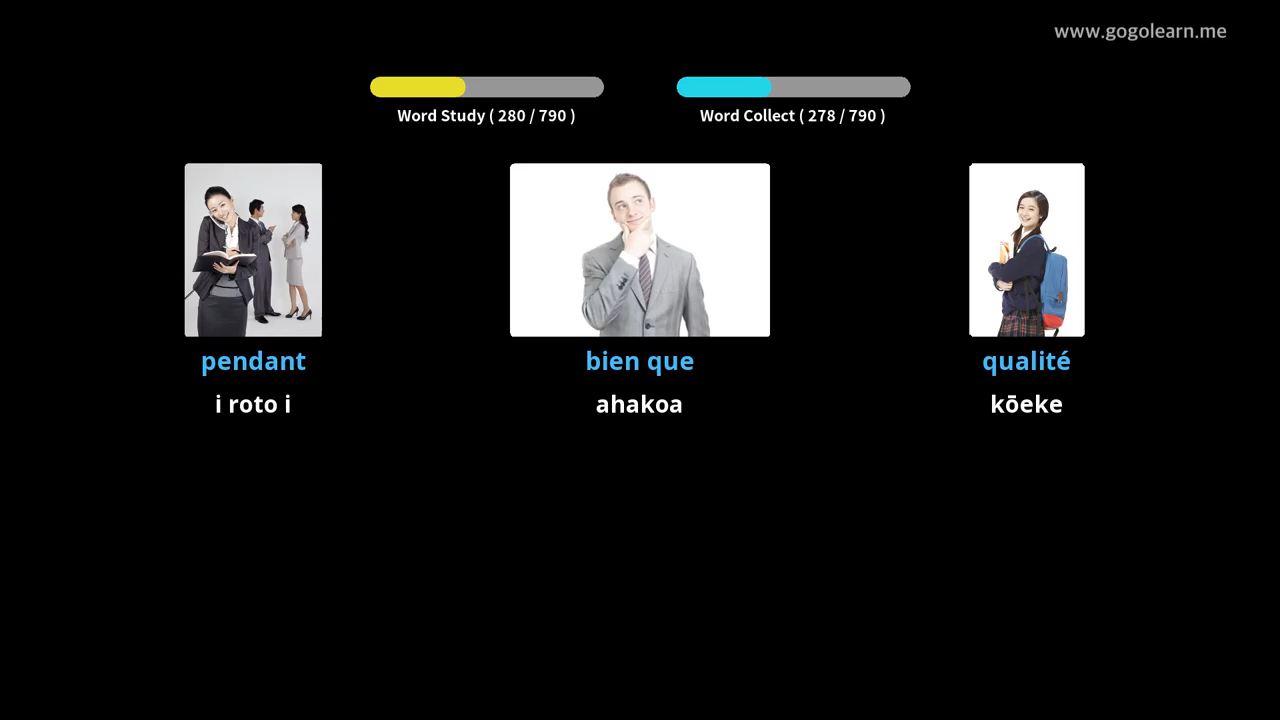 www.gogolearn.me
Word Study ( 280 / 790 )
Word Collect ( 278 / 790 )
pendant
bien que
qualité
i roto i
ahakoa
kōeke